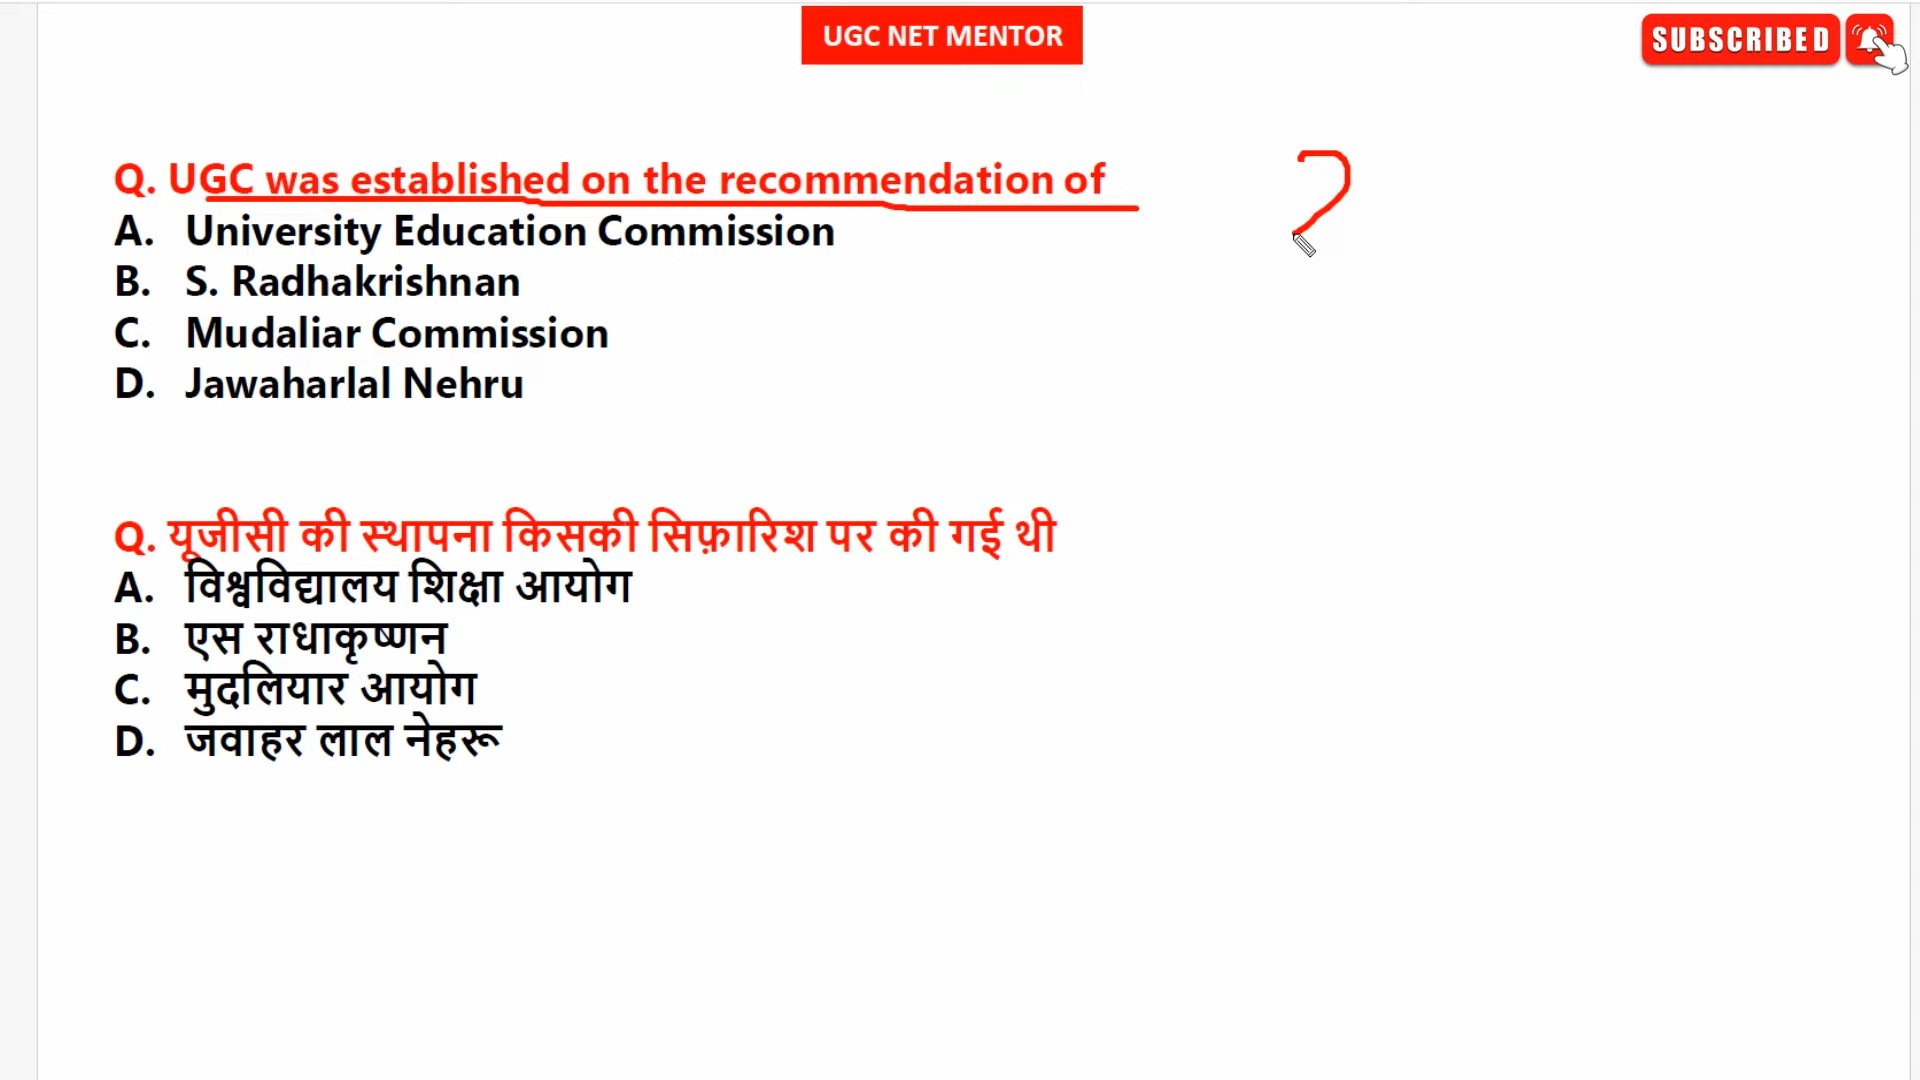 UGC NET MENTOR
SUBSCRIBED
Q. UGC was established on the recommendation of
?
A. University Education Commission
B. S. Radhakrishnan
C. Mudaliar Commission
D. Jawaharlal Nehru
Q. यूजीसी की स्थापना किसकी सिफ़ारिश पर की गई थी
A. विश्वविद्यालय शिक्षा आयोग
B. एस राधाकृष्णन
C. मुदलियार आयोग
D. जवाहर लाल नेहरू